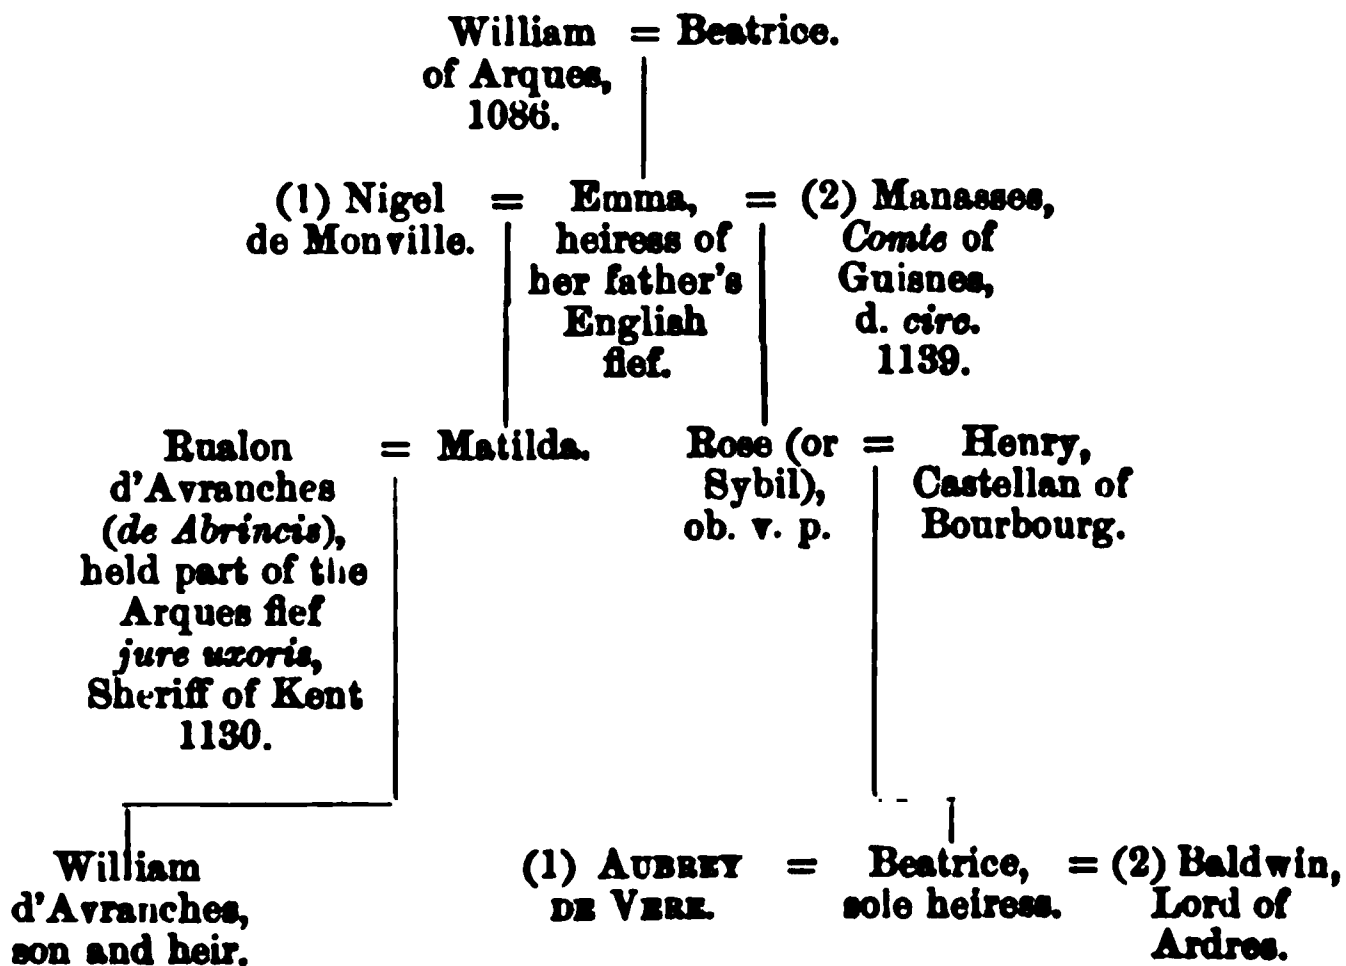 William = Beatrice.
of Arques,
1086.
(1) Nigel
de Monville.
=
Emma,
heiress of
her father's
English
fief.
=
(2) Manasses,
Comte of
Guisnes,
d. circ.
1139.
Rualon
d'Avranches
(de Abrincis),
held part of the
Arques fief
jure uxoris,
Sheriff of Kent
1130.
= Matilda.
Rose (or
Sybil),
ob. v. p.
=
Henry,
Castellan of
Bourbourg.
William
d'Avranches,
son and heir.
(1) AUBREY
DE VERE.
=
Beatrice,
sole heiress.
= (2) Baldwin,
Lord of
Ardres.